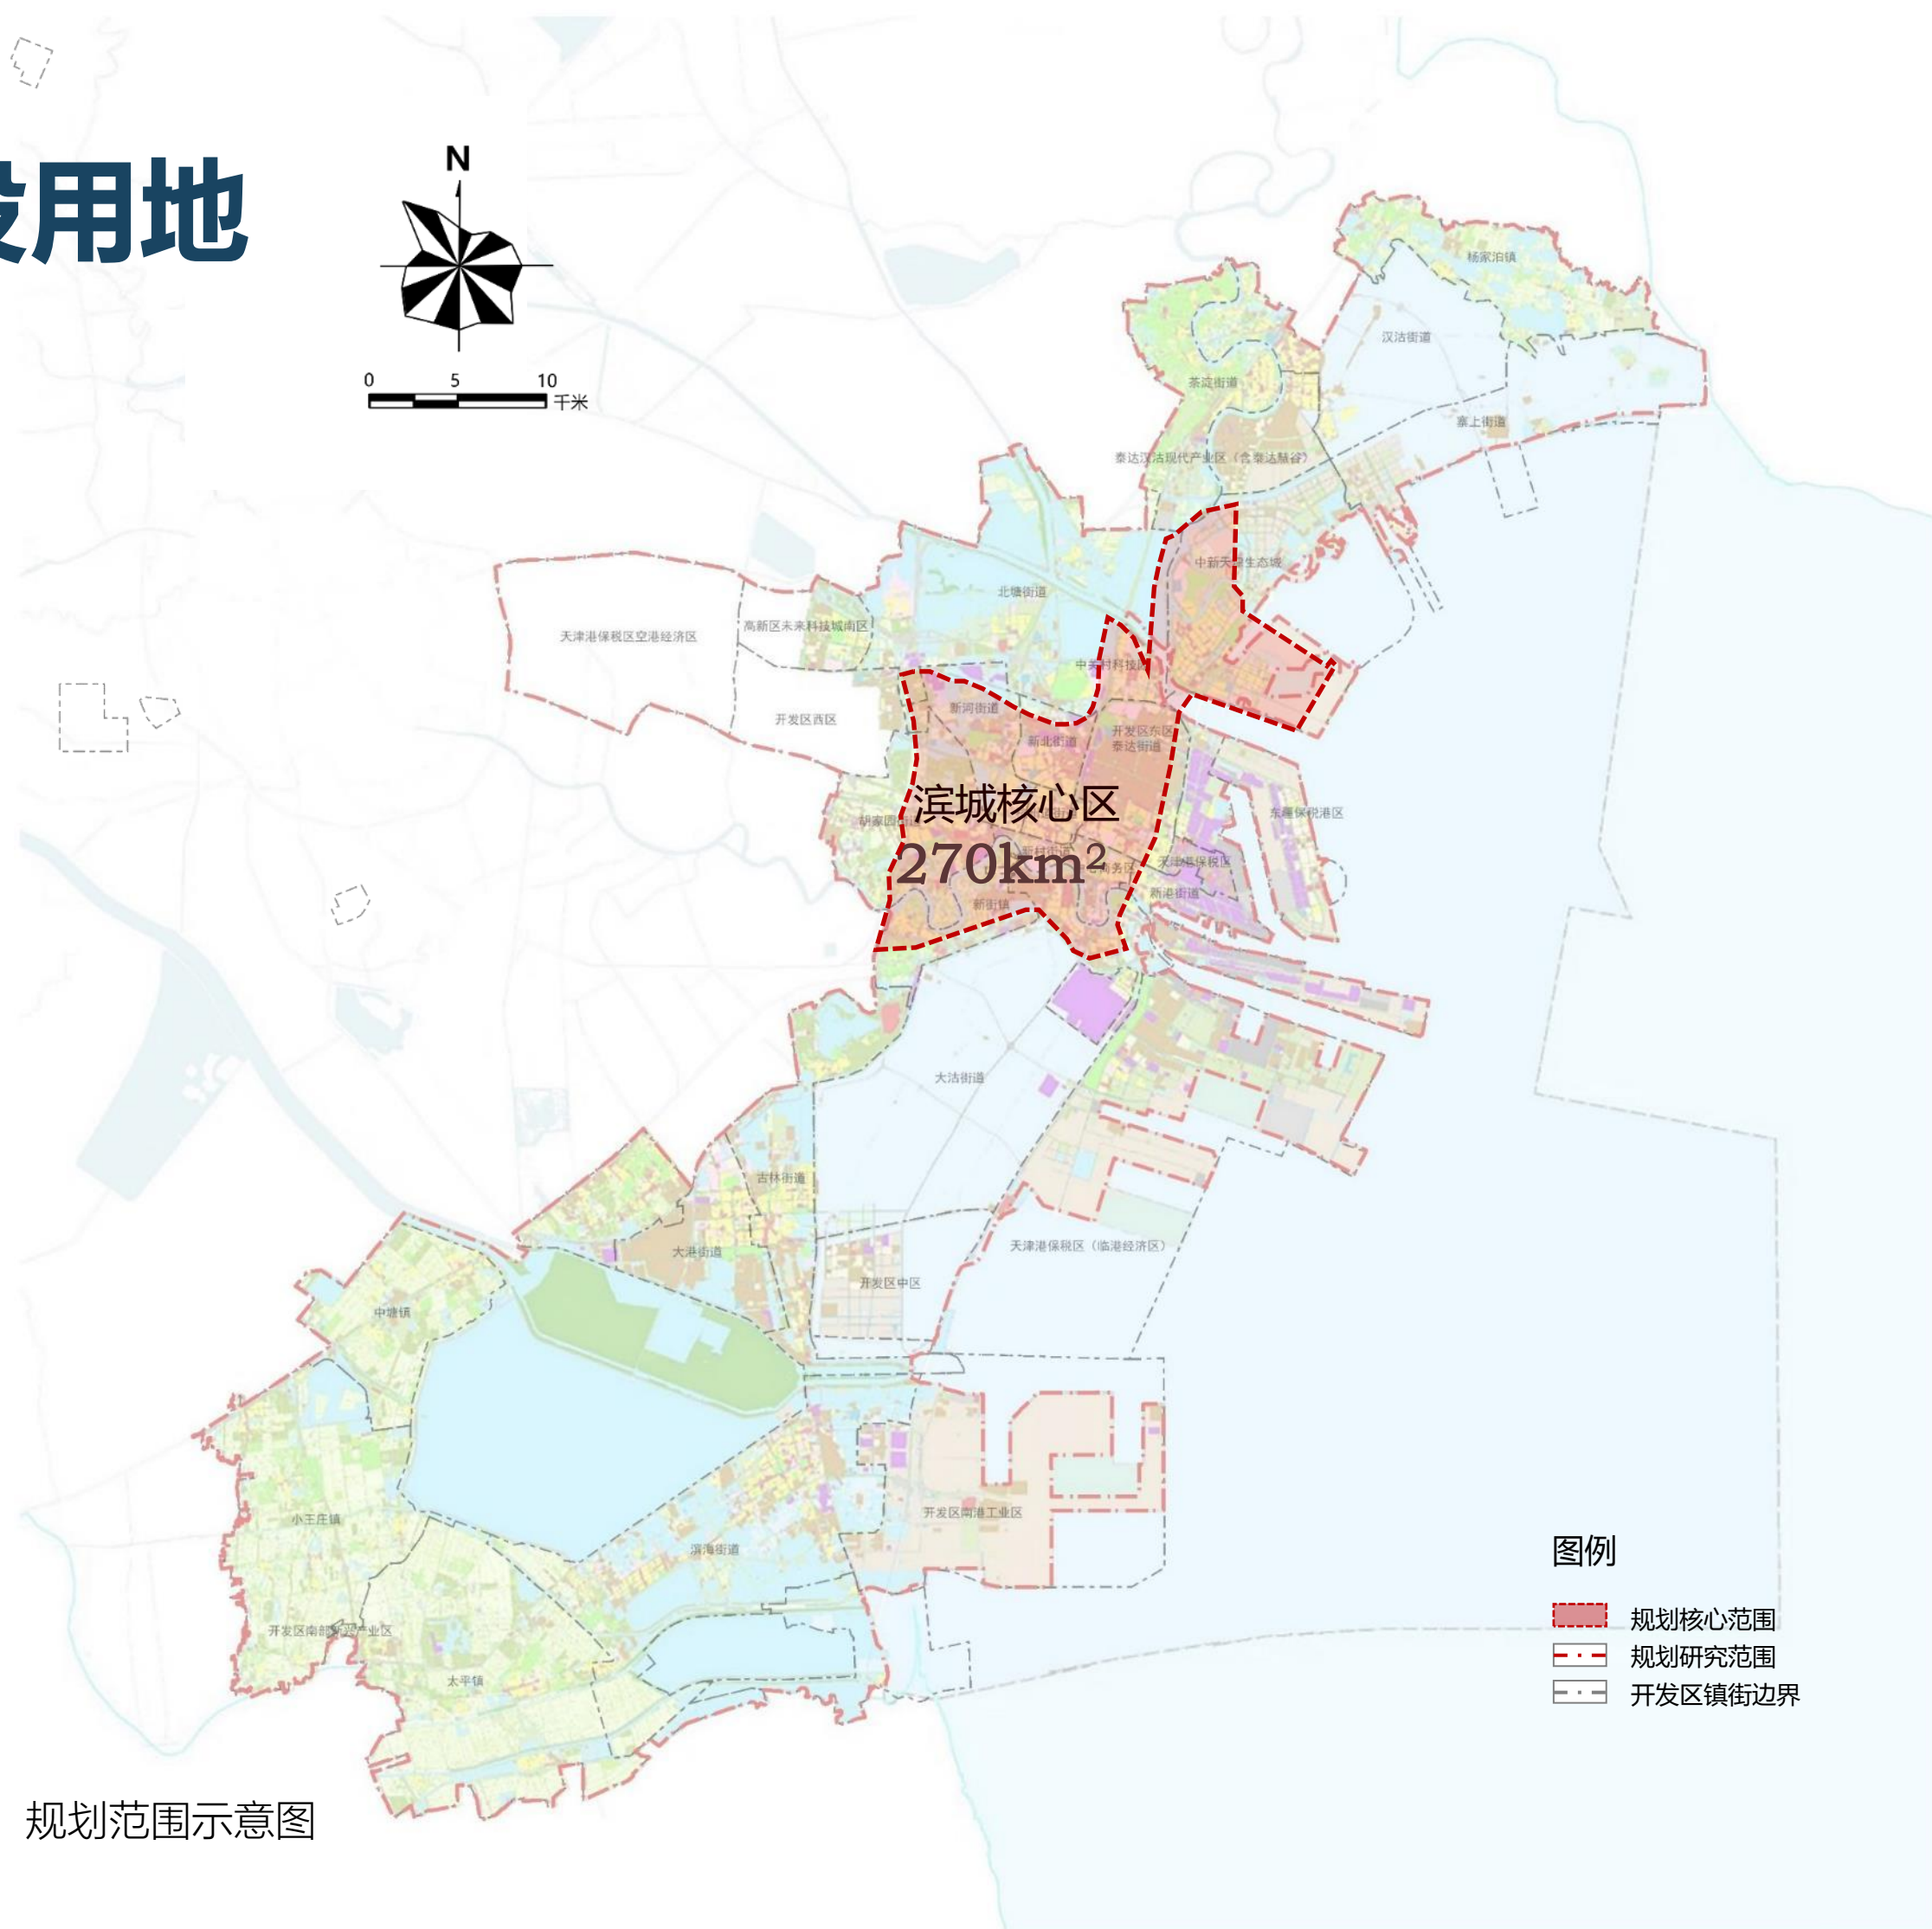 设用地
N
0 5 10
千米
杨家泊镇
汉沽街道
茶淀街道
寨上街道
泰达汉沽现代产业区（含泰达慧谷）
中新天津生态城
北塘街道
高新区未来科技城南区
天津港保税区空港经济区
中关村科技园
新河街道
开发区西区
新北街道
开发区东区
泰达街道
滨城核心区
270km²
胡家园街道
东疆保税港区
新村街道
商务区
天津港保税区
新港街道
新街镇
大沽街道
古林街道
大港街道
天津港保税区（临港经济区）
开发区中区
中塘镇
小王庄镇
开发区南港工业区
滨海街道
开发区南部新兴产业区
太平镇
图例
规划核心范围
规划研究范围
开发区镇街边界
规划范围示意图